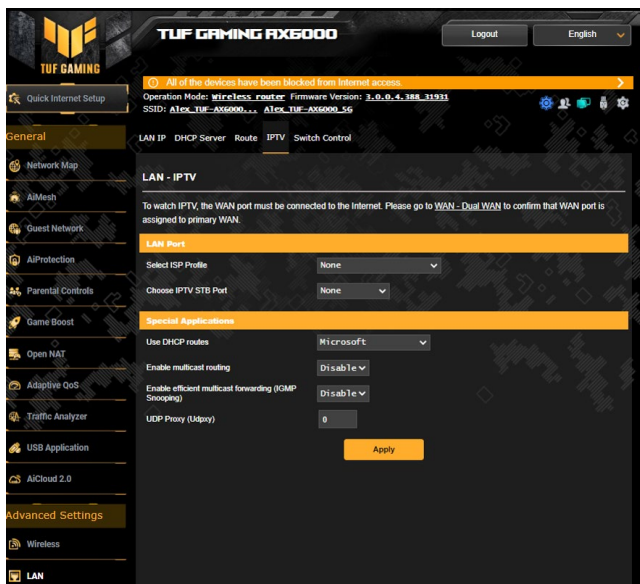 TUF GAMING AX6000
Logout
English
TUF GAMING
All of the devices have been blocked from Internet access.
Quick Internet Setup
Operation Mode: Wireless router Firmware Version: 3.0.0.4.388_31931
SSID: Alex_TUF-AX6000... Alex_TUF-AX6000_5G
General
LAN IP DHCP Server Route IPTV Switch Control
Network Map
AiMesh
Guest Network
AiProtection
Parental Controls
Game Boost
Open NAT
Adaptive QoS
Traffic Analyzer
USB Application
AiCloud 2.0
Advanced Settings
Wireless
LAN
LAN - IPTV
To watch IPTV, the WAN port must be connected to the Internet. Please go to WAN - Dual WAN to confirm that WAN port is
assigned to primary WAN.
LAN Port
Select ISP Profile None
Choose IPTV STB Port None
Special Applications
Use DHCP routes Microsoft
Enable multicast routing Disable
Enable efficient multicast forwarding (IGMP
Snooping) Disable
UDP Proxy (Udpxy) 0
Apply